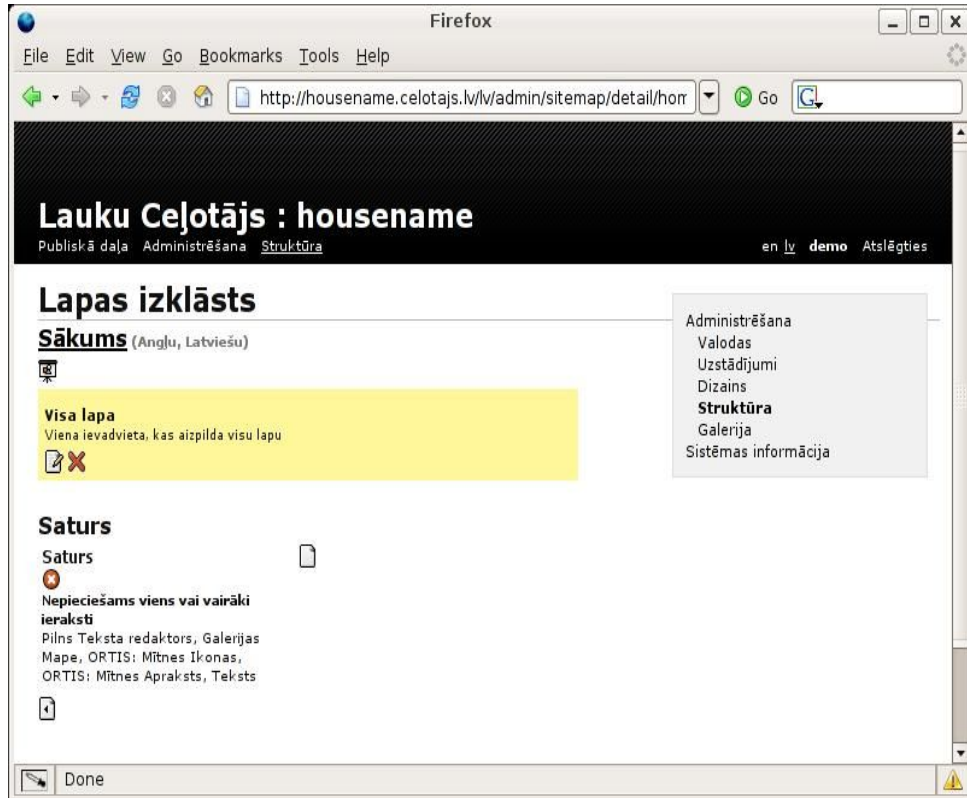 Firefox
File Edit View Go Bookmarks Tools Help
http://housename.celotajs.lv/lv/admin/sitemap/detail/hom Go G
Lauku Ceļotājs : housename
Publiskā daļa Administrēšana Struktūra en lv demo Atslēgties
Lapas izklāsts
Sākums (Angļu, Latviešu)
Visa lapa
Viena ievadvieta, kas aizpilda visu lapu
Administrēšana
Valodas
Uzstādījumi
Dizains
Struktūra
Galerija
Sistēmas informācija
Saturs
Saturs
Nepieciešams viens vai vairāki
ieraksti
Pilns Teksta redaktors, Galerijas
Mape, ORTIS: Mītnes Ikonas,
ORTIS: Mītnes Apraksts, Teksts
Done